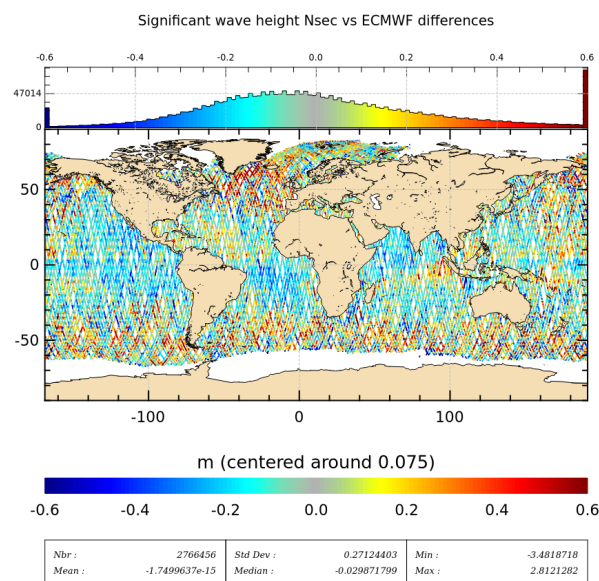 Significant wave height Nsec vs ECMWF differences
-0.6 -0.4 -0.2 0.0 0.2 0.4 0.6
47014
0
50
0
-50
-100 0 100
m (centered around 0.075)
-0.6 -0.4 -0.2 0.0 0.2 0.4 0.6
Nbr : 2766456 Std Dev : 0.27124403 Min : -3.4818718
Mean : -1.7499637e-15 Median : -0.029871799 Max : 2.8121282